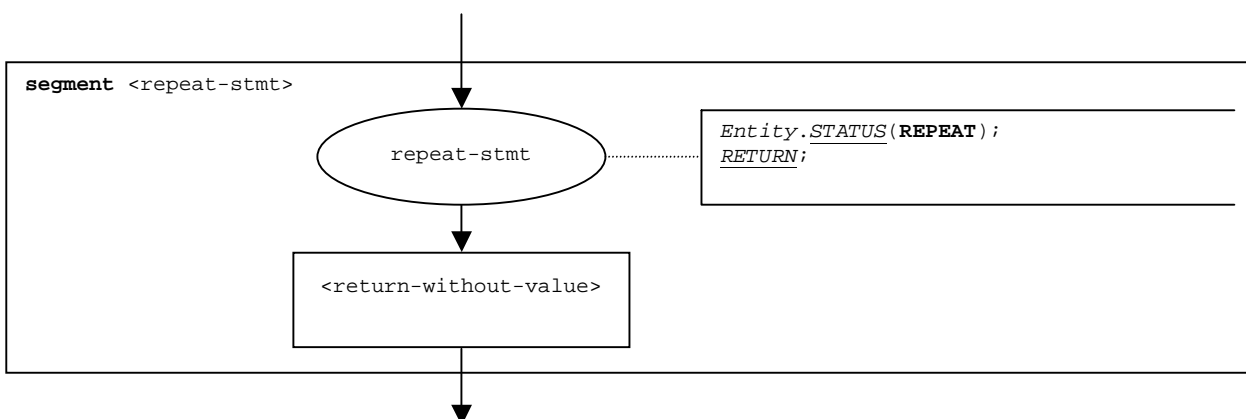 segment <repeat-stmt>
repeat-stmt
Entity.STATUS(REPEAT);
RETURN;
<return-without-value>